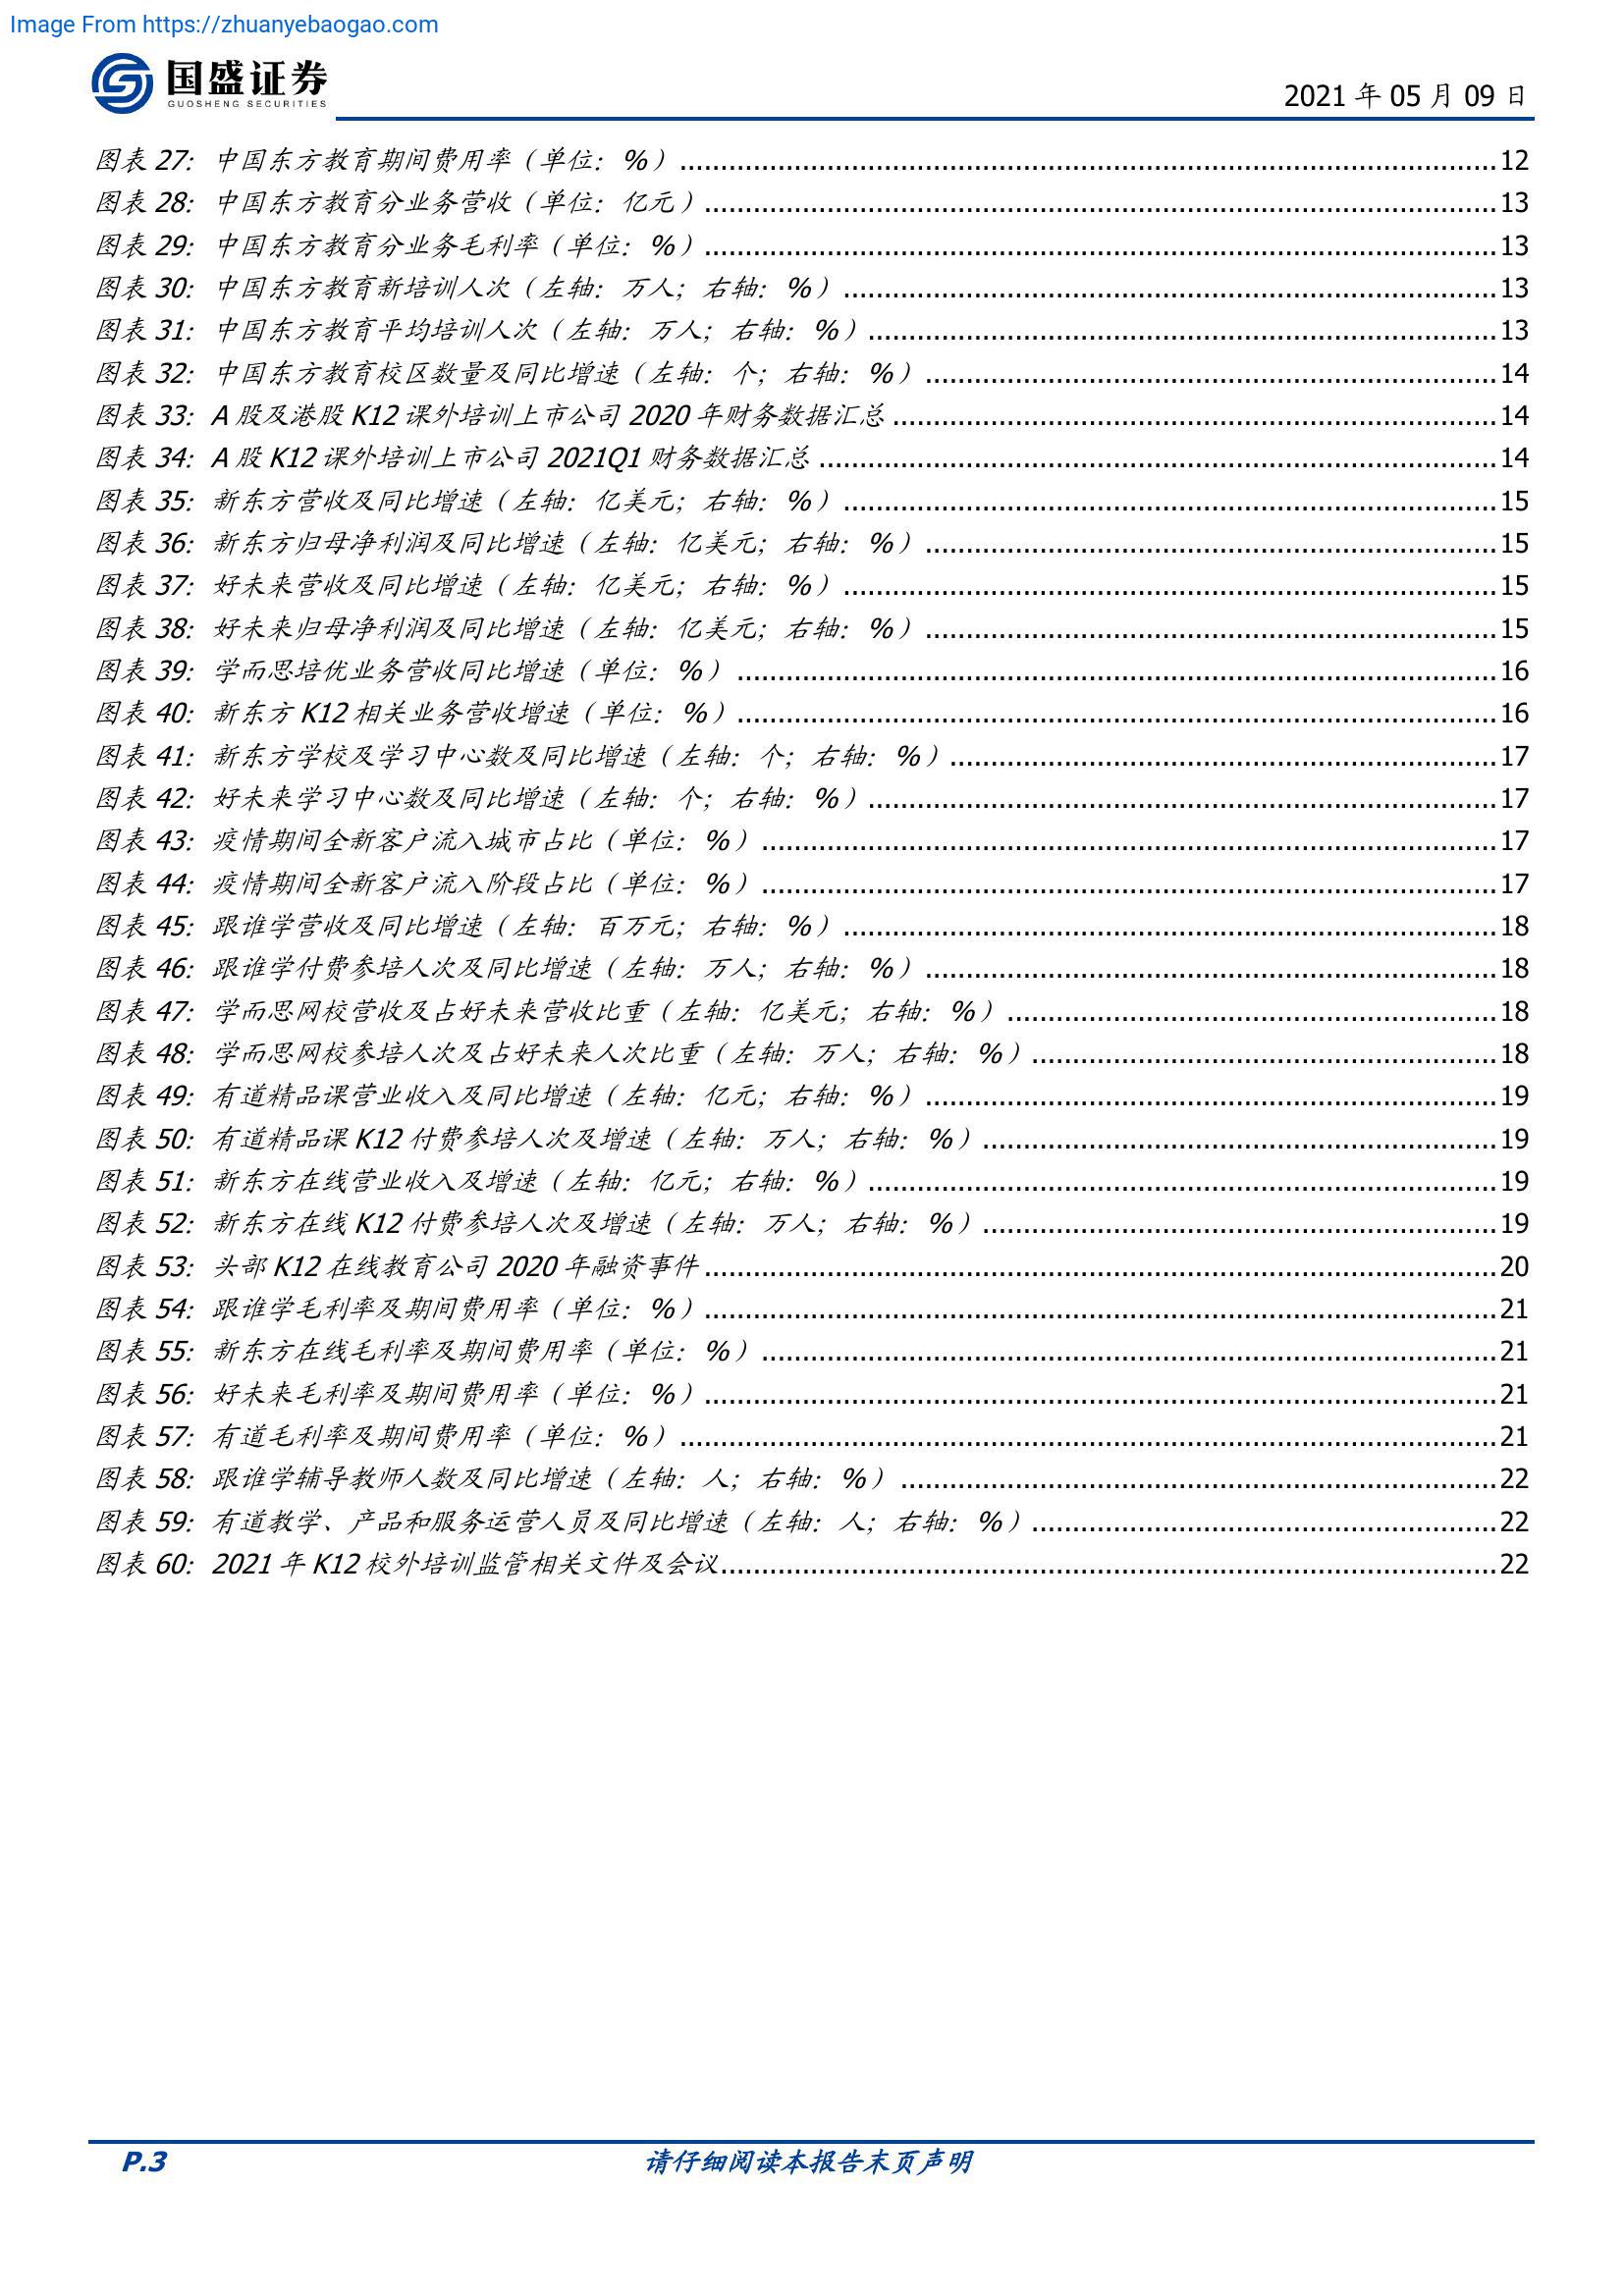 Image From https://zhuanyebaogao.com
国盛证券
GUOSHENG SECURITIES
2021 年 05 月 09 日
图表 27：中国东方教育期间费用率（单位：%）....................12
图表 28：中国东方教育分业务营收（单位：亿元）....................13
图表 29：中国东方教育分业务毛利率（单位：%）....................13
图表 30：中国东方教育新培训人次（左轴：万人；右轴：%）....................13
图表 31：中国东方教育平均培训人次（左轴：万人；右轴：%）....................13
图表 32：中国东方教育校区数量及同比增速（左轴：个；右轴：%）....................14
图表 33：A 股及港股 K12 课外培训上市公司 2020 年财务数据汇总....................14
图表 34：A 股 K12 课外培训上市公司 2021Q1 财务数据汇总....................14
图表 35：新东方营收及同比增速（左轴：亿美元；右轴：%）....................15
图表 36：新东方归母净利润及同比增速（左轴：亿美元；右轴：%）....................15
图表 37：好未来营收及同比增速（左轴：亿美元；右轴：%）....................15
图表 38：好未来归母净利润及同比增速（左轴：亿美元；右轴：%）....................15
图表 39：学而思培优业务营收同比增速（单位：%）....................16
图表 40：新东方 K12 相关业务营收增速（单位：%）....................16
图表 41：新东方学校及学习中心数及同比增速（左轴：个；右轴：%）....................17
图表 42：好未来学习中心数及同比增速（左轴：个；右轴：%）....................17
图表 43：疫情期间全新客户流入城市占比（单位：%）....................17
图表 44：疫情期间全新客户流入阶段占比（单位：%）....................17
图表 45：跟谁学营收及同比增速（左轴：百万元；右轴：%）....................18
图表 46：跟谁学付费参培人次及同比增速（左轴：万人；右轴：%）....................18
图表 47：学而思网校营收及占好未来营收比重（左轴：亿美元；右轴：%）....................18
图表 48：学而思网校参培人次及占好未来人次比重（左轴：万人；右轴：%）....................18
图表 49：有道精品课营业收入及同比增速（左轴：亿元；右轴：%）....................19
图表 50：有道精品课 K12 付费参培人次及增速（左轴：万人；右轴：%）....................19
图表 51：新东方在线营业收入及增速（左轴：亿元；右轴：%）....................19
图表 52：新东方在线 K12 付费参培人次及增速（左轴：万人；右轴：%）....................19
图表 53：头部 K12 在线教育公司 2020 年融资事件....................20
图表 54：跟谁学毛利率及期间费用率（单位：%）....................21
图表 55：新东方在线毛利率及期间费用率（单位：%）....................21
图表 56：好未来毛利率及期间费用率（单位：%）....................21
图表 57：有道毛利率及期间费用率（单位：%）....................21
图表 58：跟谁学辅导教师人数及同比增速（左轴：人；右轴：%）....................22
图表 59：有道教学、产品和服务运营人员及同比增速（左轴：人；右轴：%）....................22
图表 60：2021 年 K12 校外培训监管相关文件及会议....................22
P.3
请仔细阅读本报告末页声明